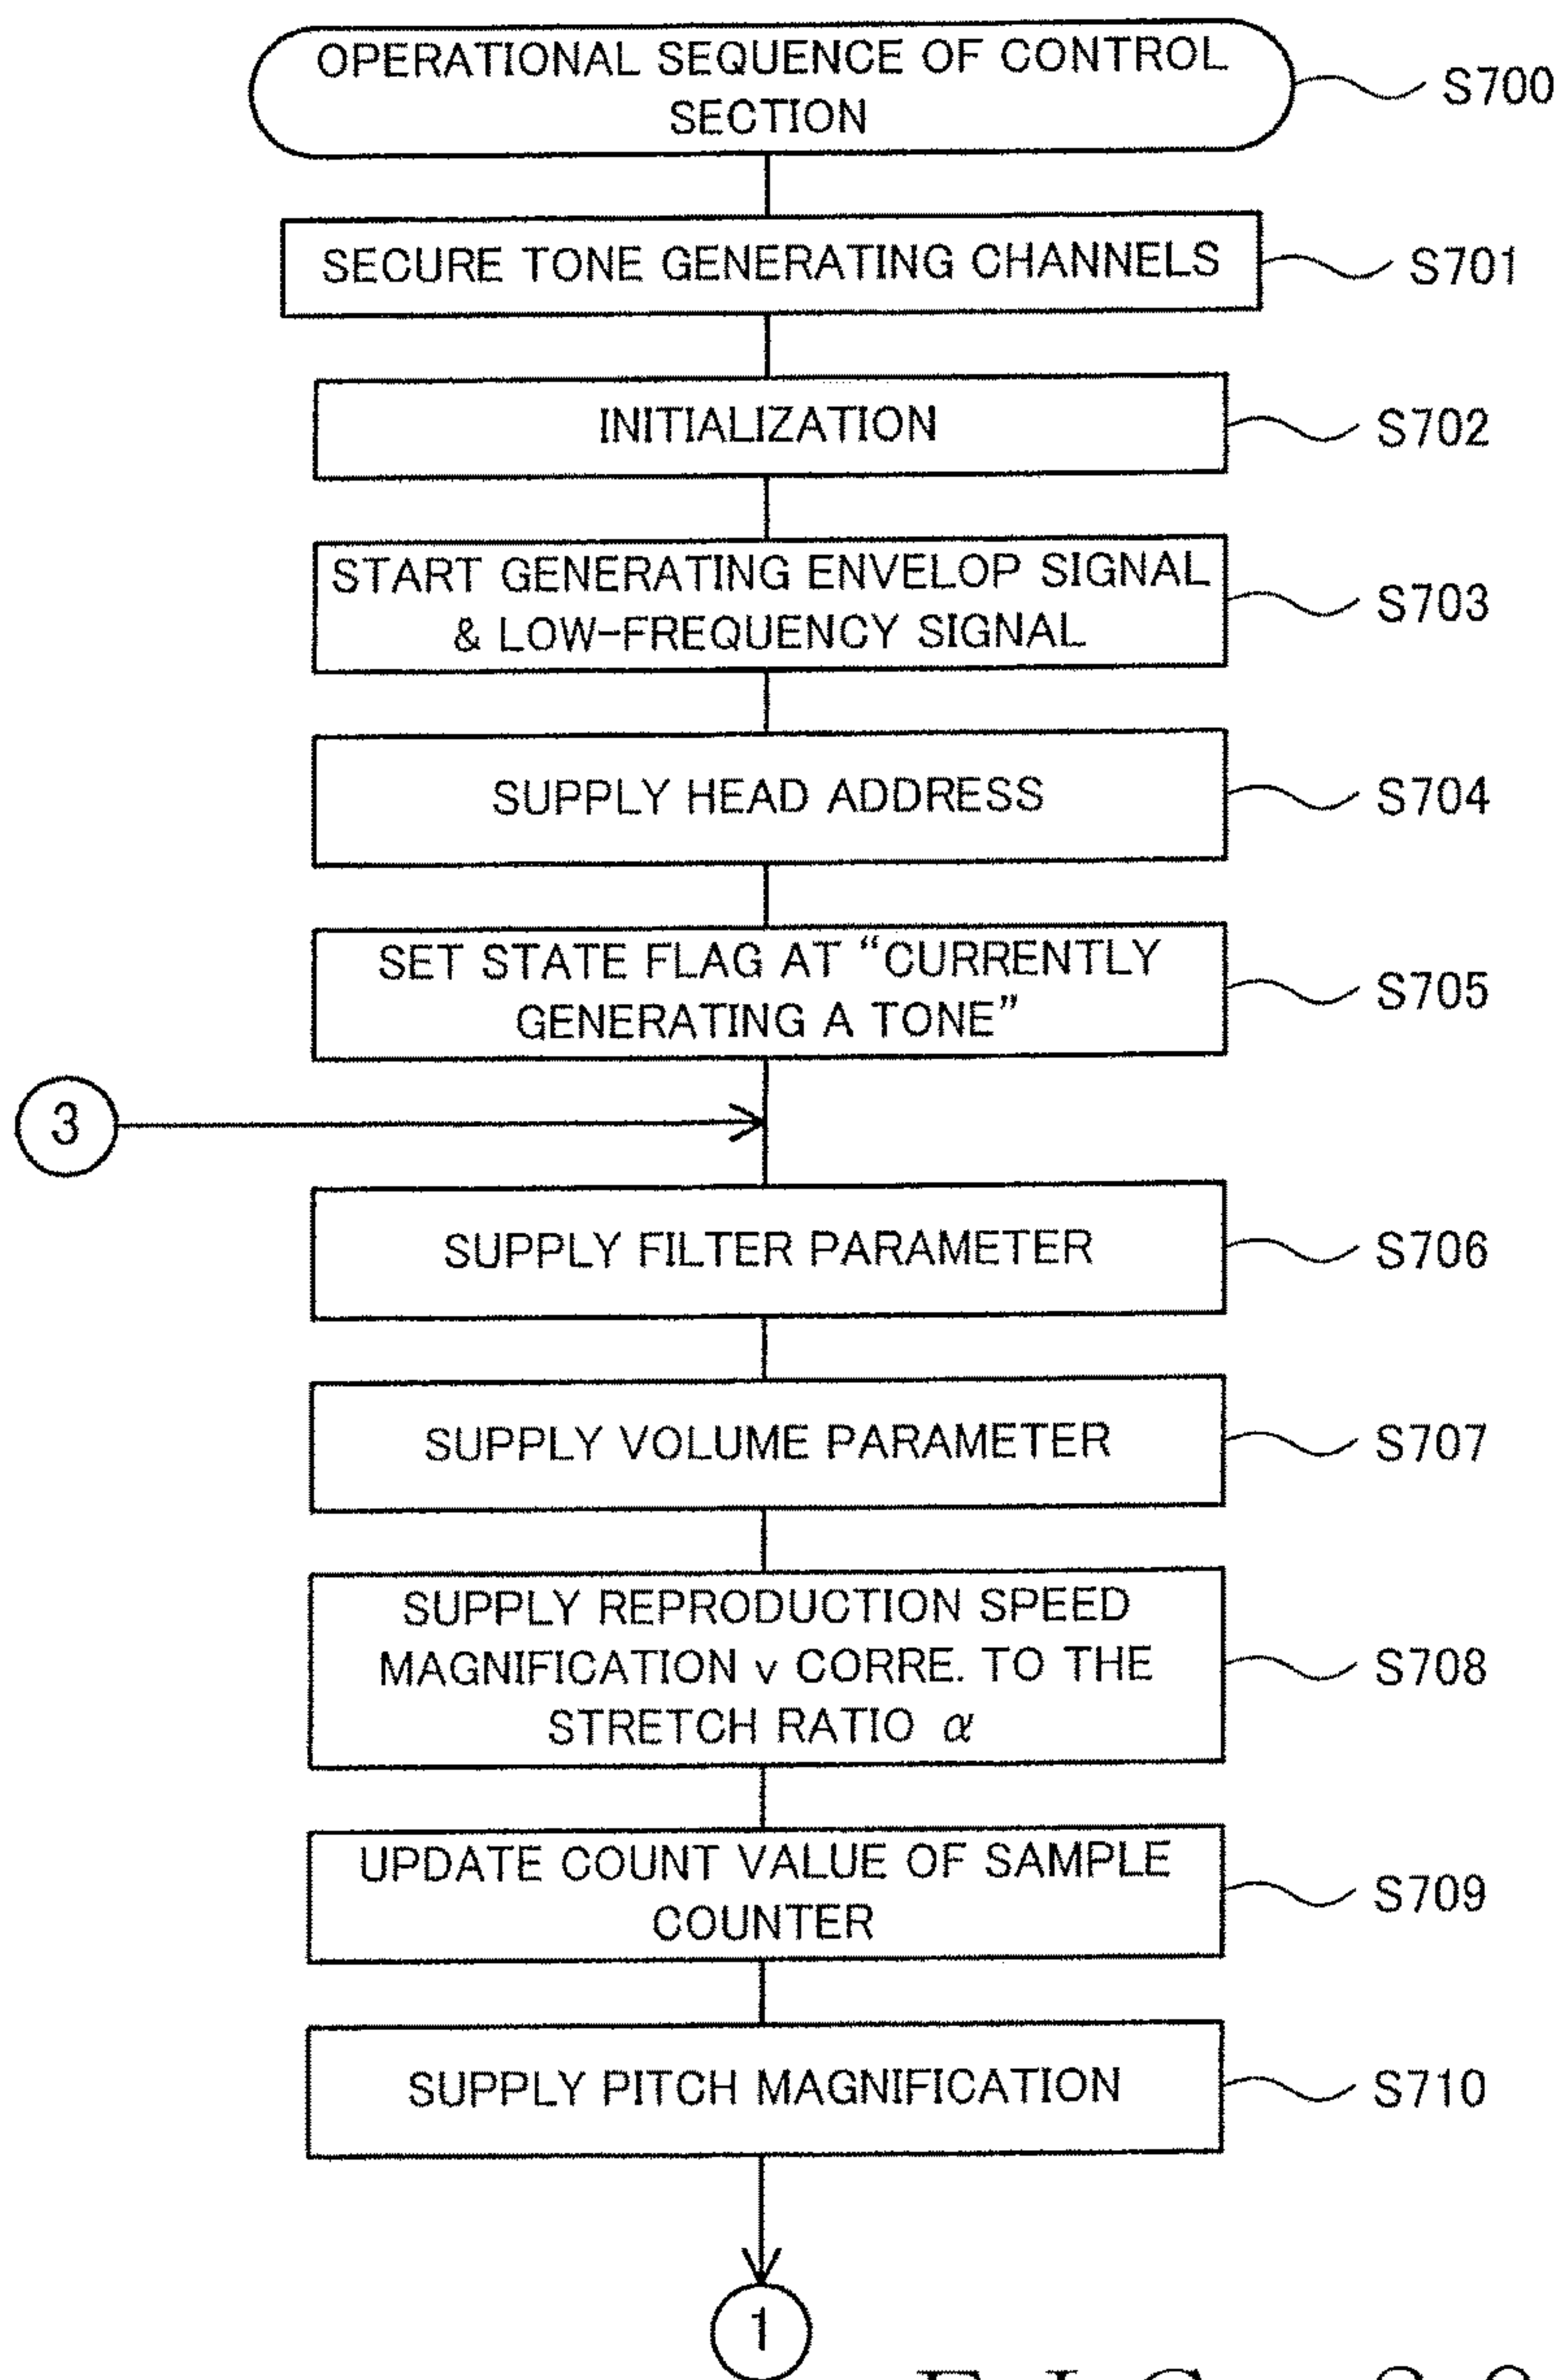 OPERATIONAL SEQUENCE OF CONTROL
SECTION
S700
SECURE TONE GENERATING CHANNELS
S701
INITIALIZATION
S702
START GENERATING ENVELOP SIGNAL
& LOW-FREQUENCY SIGNAL
S703
SUPPLY HEAD ADDRESS
S704
SET STATE FLAG AT “CURRENTLY
GENERATING A TONE”
S705
3
SUPPLY FILTER PARAMETER
S706
SUPPLY VOLUME PARAMETER
S707
SUPPLY REPRODUCTION SPEED
MAGNIFICATION v CORRE. TO THE
STRETCH RATIO α
S708
UPDATE COUNT VALUE OF SAMPLE
COUNTER
S709
SUPPLY PITCH MAGNIFICATION
S710
1